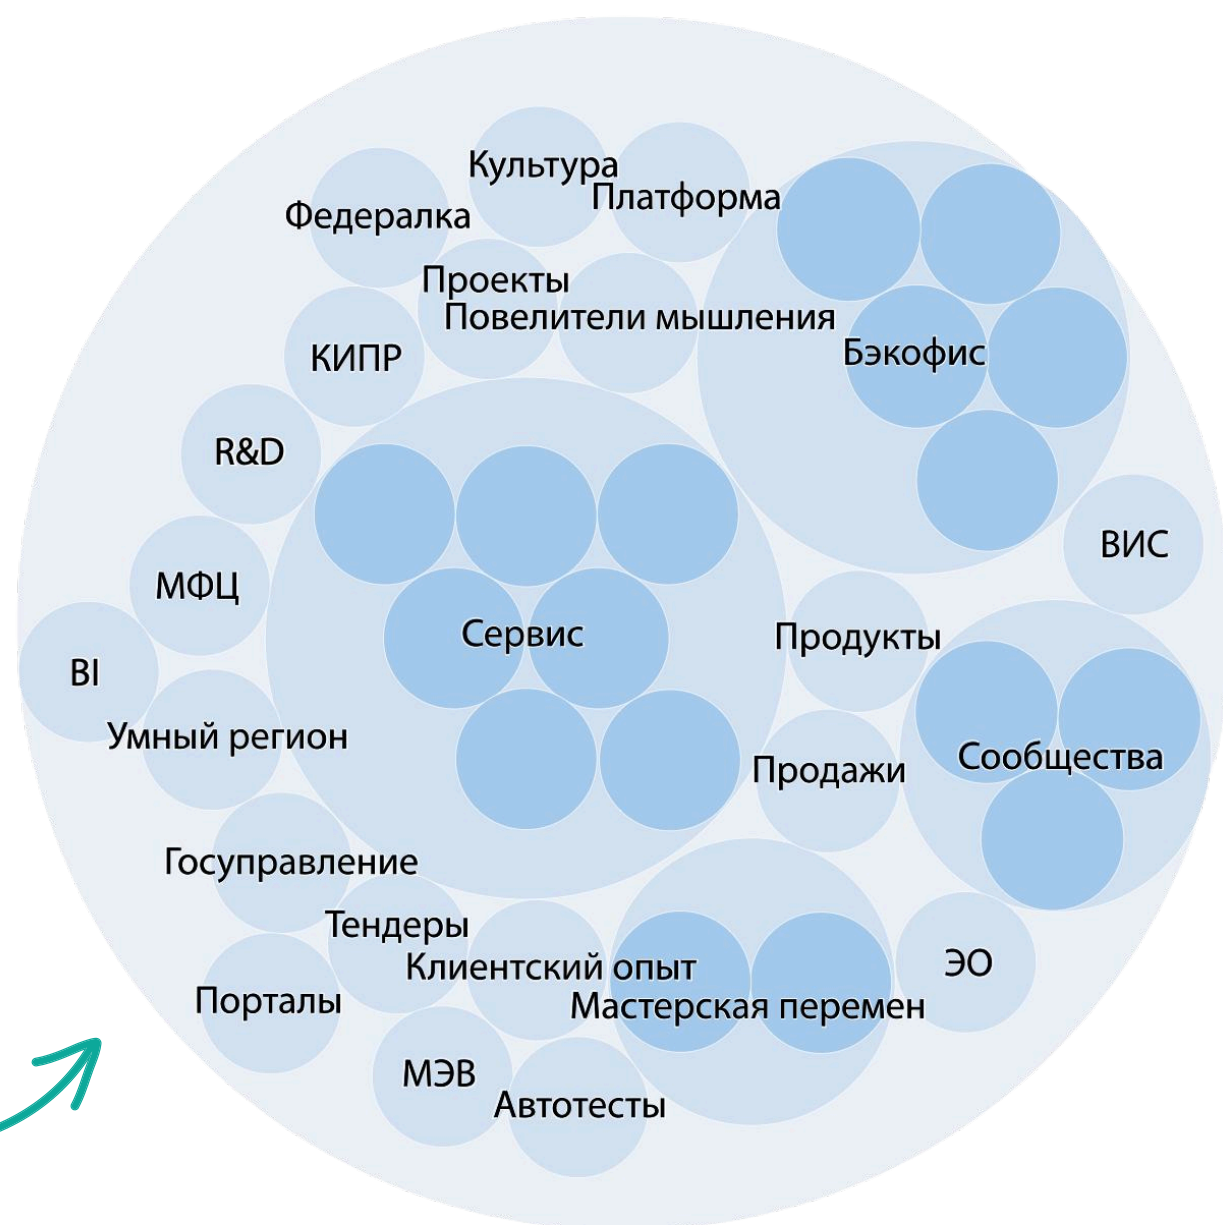 Культура
Платформа
Федералка
Проекты
Повелители мышления
КИПР
Бэкофис
R&D
ВИС
МФЦ
Сервис
Продукты
BI
Умный регион
Сообщества
Продажи
Госуправление
Тендеры
Клиентский опыт
ЭО
Порталы
Мастерская перемен
МЭВ
Автотесты